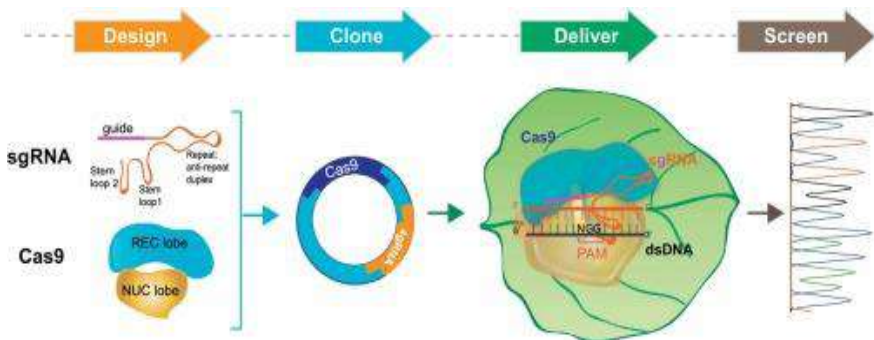 Design
Clone
Deliver
Screen
sgRNA
guide
Stem
loop 2
Stem
loop1
Repeat:
anti-repeat
duplex
Cas9
REC lobe
NUC lobe
Cas9
sgRNA
Cas9
sgRNA
NGG
PAM
dsDNA